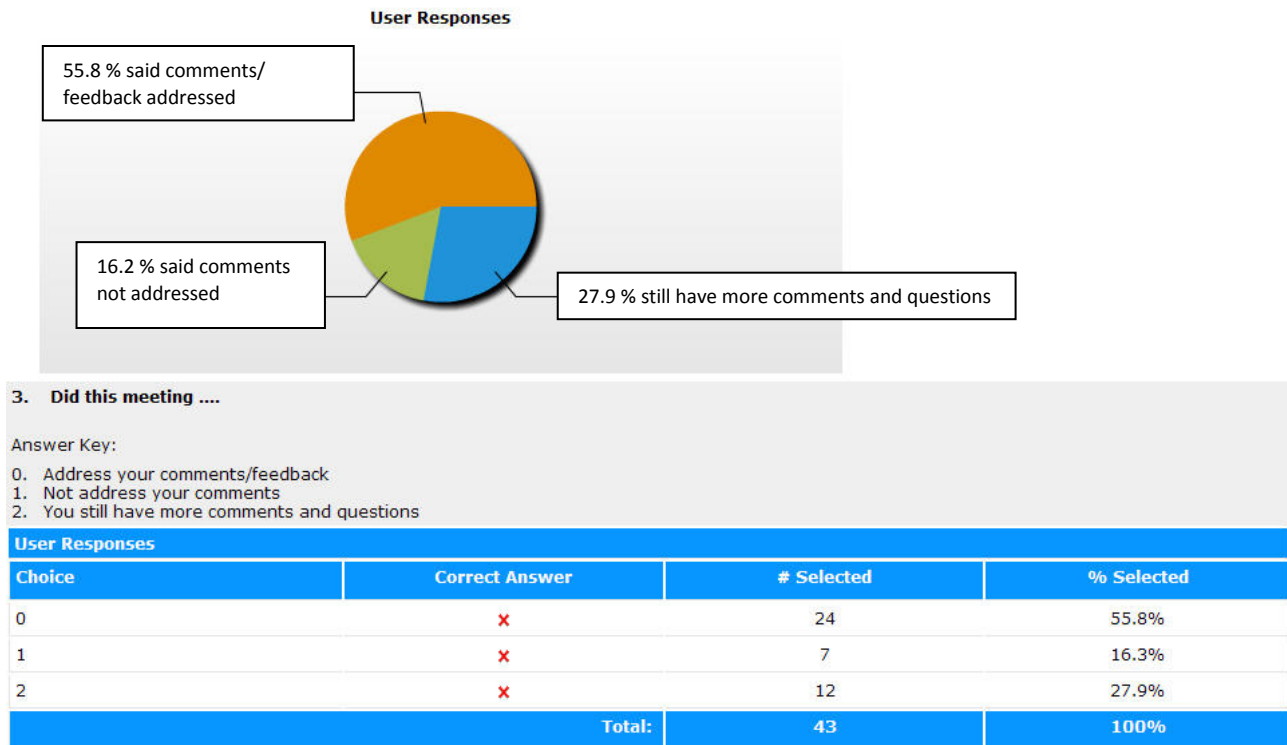 User Responses
55.8 % said comments/
feedback addressed
16.2 % said comments
not addressed
27.9 % still have more comments and questions
3. Did this meeting ....
Answer Key:
0. Address your comments/feedback
1. Not address your comments
2. You still have more comments and questions
User Responses
Choice Correct Answer # Selected % Selected
0 x 24 55.8%
1 x 7 16.3%
2 x 12 27.9%
Total: 43 100%